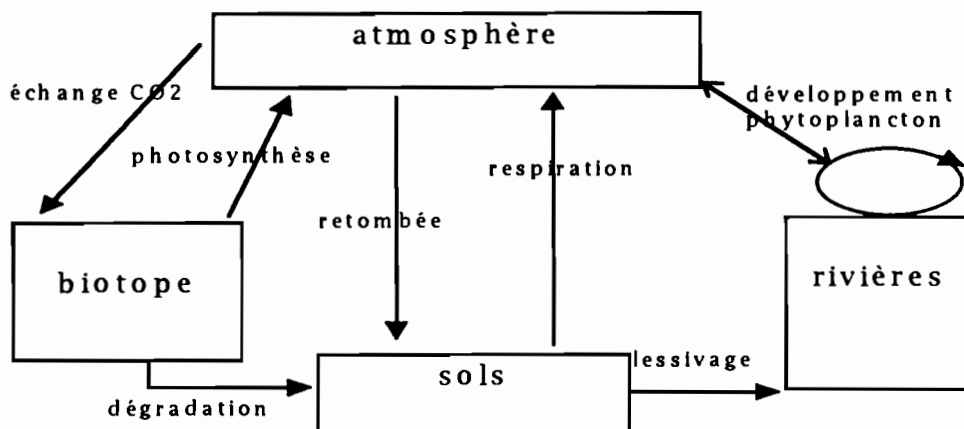 atmosphère
échange CO2
développement
phytoplancton
photosynthèse
respiration
retombée
biotope
rivières
lessivage
sols
dégradation